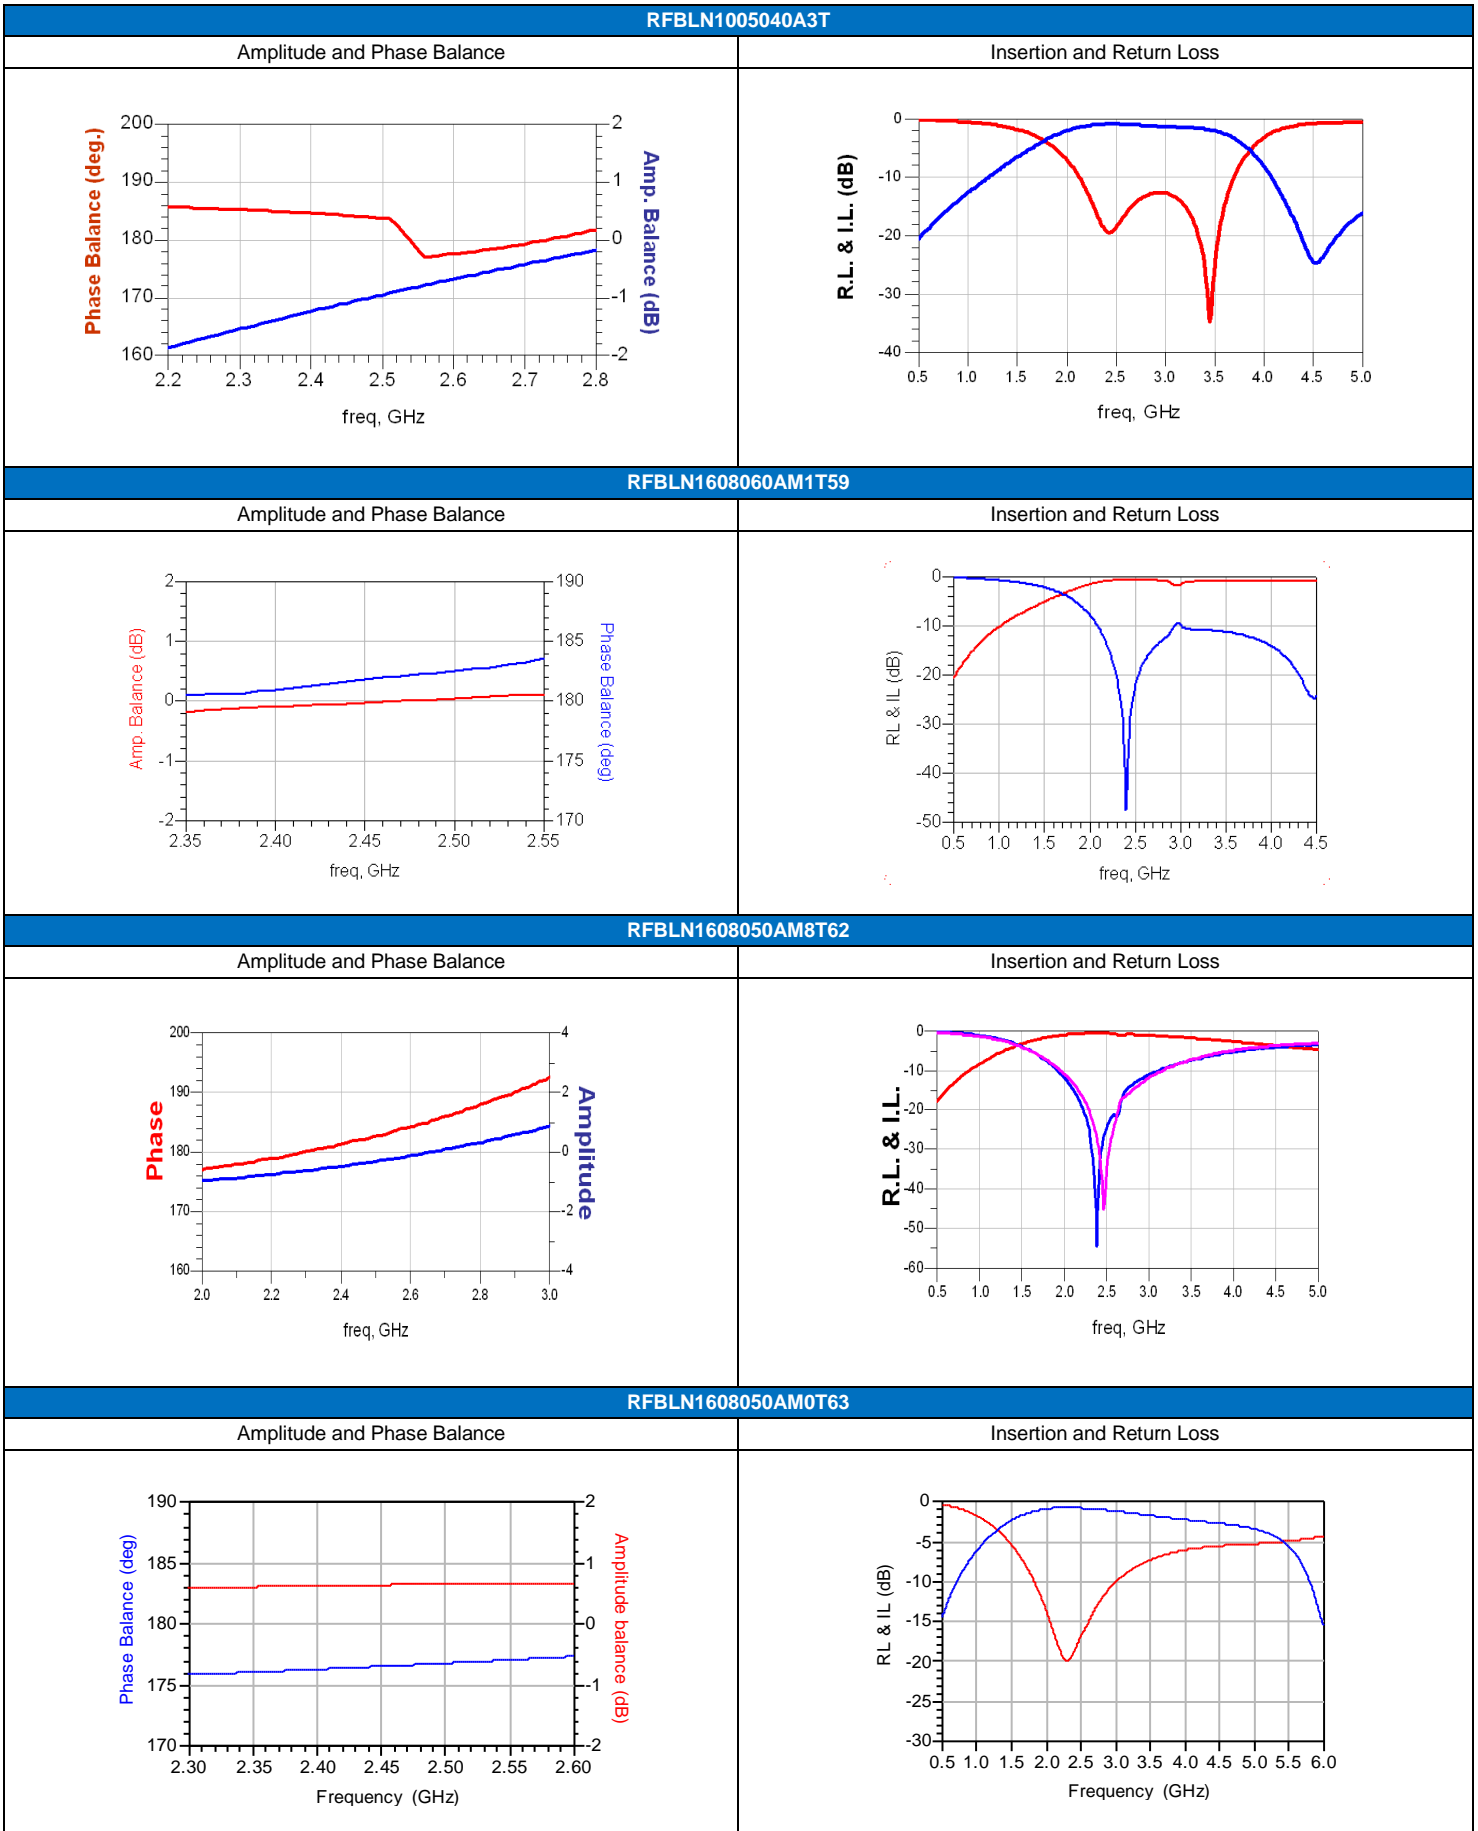 RFBLN1005040A3T
Amplitude and Phase Balance
Insertion and Return Loss
Phase Balance (deg.)
200
190
180
170
160
2
1
0
-1
-2
Amp. Balance (dB)
2.2 2.3 2.4 2.5 2.6 2.7 2.8
freq, GHz
R.L. & I.L. (dB)
0
-10
-20
-30
-40
0.5 1.0 1.5 2.0 2.5 3.0 3.5 4.0 4.5 5.0
freq, GHz
RFBLN1608060AM1T59
Amplitude and Phase Balance
Insertion and Return Loss
Amp. Balance (dB)
2
1
0
-1
-2
190
185
180
175
170
Phase Balance (deg)
2.35 2.40 2.45 2.50 2.55
freq, GHz
RL & IL (dB)
0
-10
-20
-30
-40
-50
0.5 1.0 1.5 2.0 2.5 3.0 3.5 4.0 4.5
freq, GHz
RFBLN1608050AM8T62
Amplitude and Phase Balance
Insertion and Return Loss
Phase
200
190
180
170
160
4
2
0
-2
-4
Amplitude
2.0 2.2 2.4 2.6 2.8 3.0
freq, GHz
R.L. & I.L.
0
-10
-20
-30
-40
-50
-60
0.5 1.0 1.5 2.0 2.5 3.0 3.5 4.0 4.5 5.0
freq, GHz
RFBLN1608050AM0T63
Amplitude and Phase Balance
Insertion and Return Loss
Phase Balance (deg)
190
185
180
175
170
2
1
0
-1
-2
Amplitude balance (dB)
2.30 2.35 2.40 2.45 2.50 2.55 2.60
Frequency (GHz)
RL & IL (dB)
0
-5
-10
-15
-20
-25
-30
0.5 1.0 1.5 2.0 2.5 3.0 3.5 4.0 4.5 5.0 5.5 6.0
Frequency (GHz)